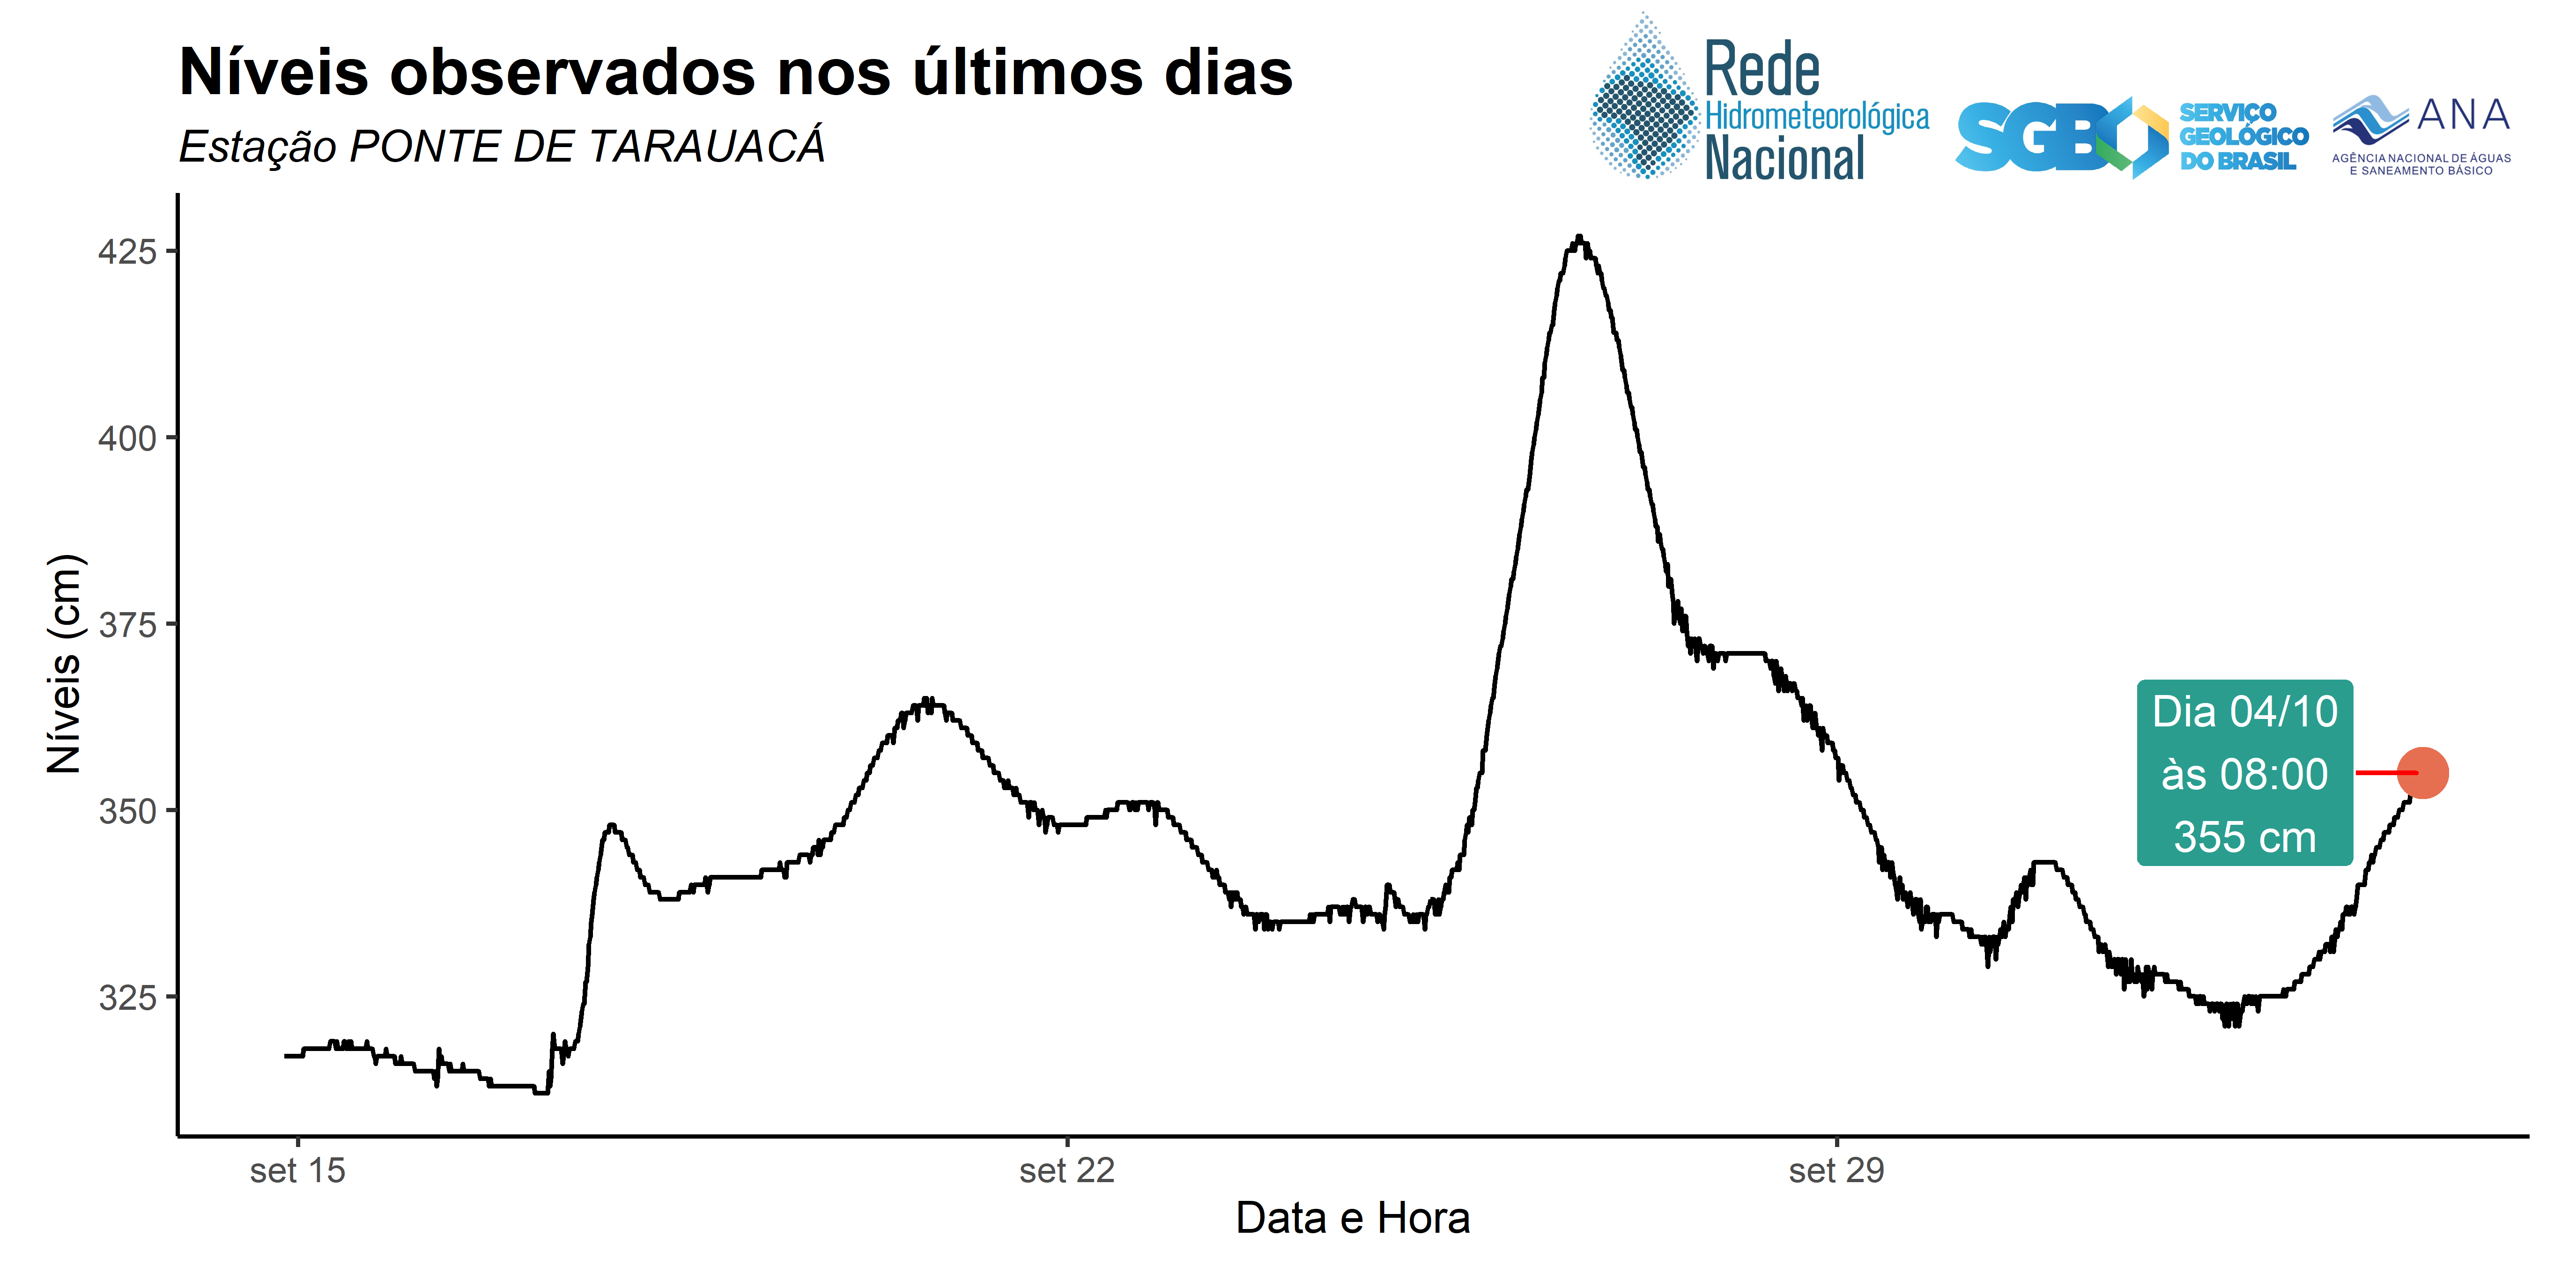 Níveis observados nos últimos dias
Estação PONTE DE TARAUACÁ
Rede
Hidrometeorológica
Nacional
SGB
SERVIÇO
GEOLÓGICO
DO BRASIL
ANA
AGÊNCIA NACIONAL DE ÁGUAS
E SANEAMENTO BÁSICO
Níveis (cm)
425
400
375
350
325
Dia 04/10
às 08:00
355 cm
set 15
set 22
set 29
Data e Hora